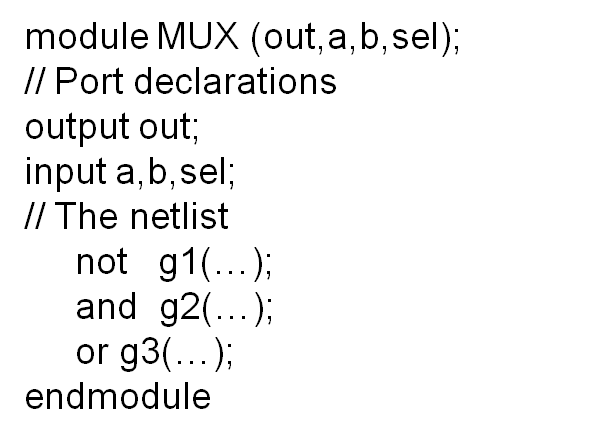 module MUX (out,a,b,sel);
// Port declarations
output out;
input a,b,sel;
// The netlist
not g1(…);
and g2(…);
or g3(…);
endmodule